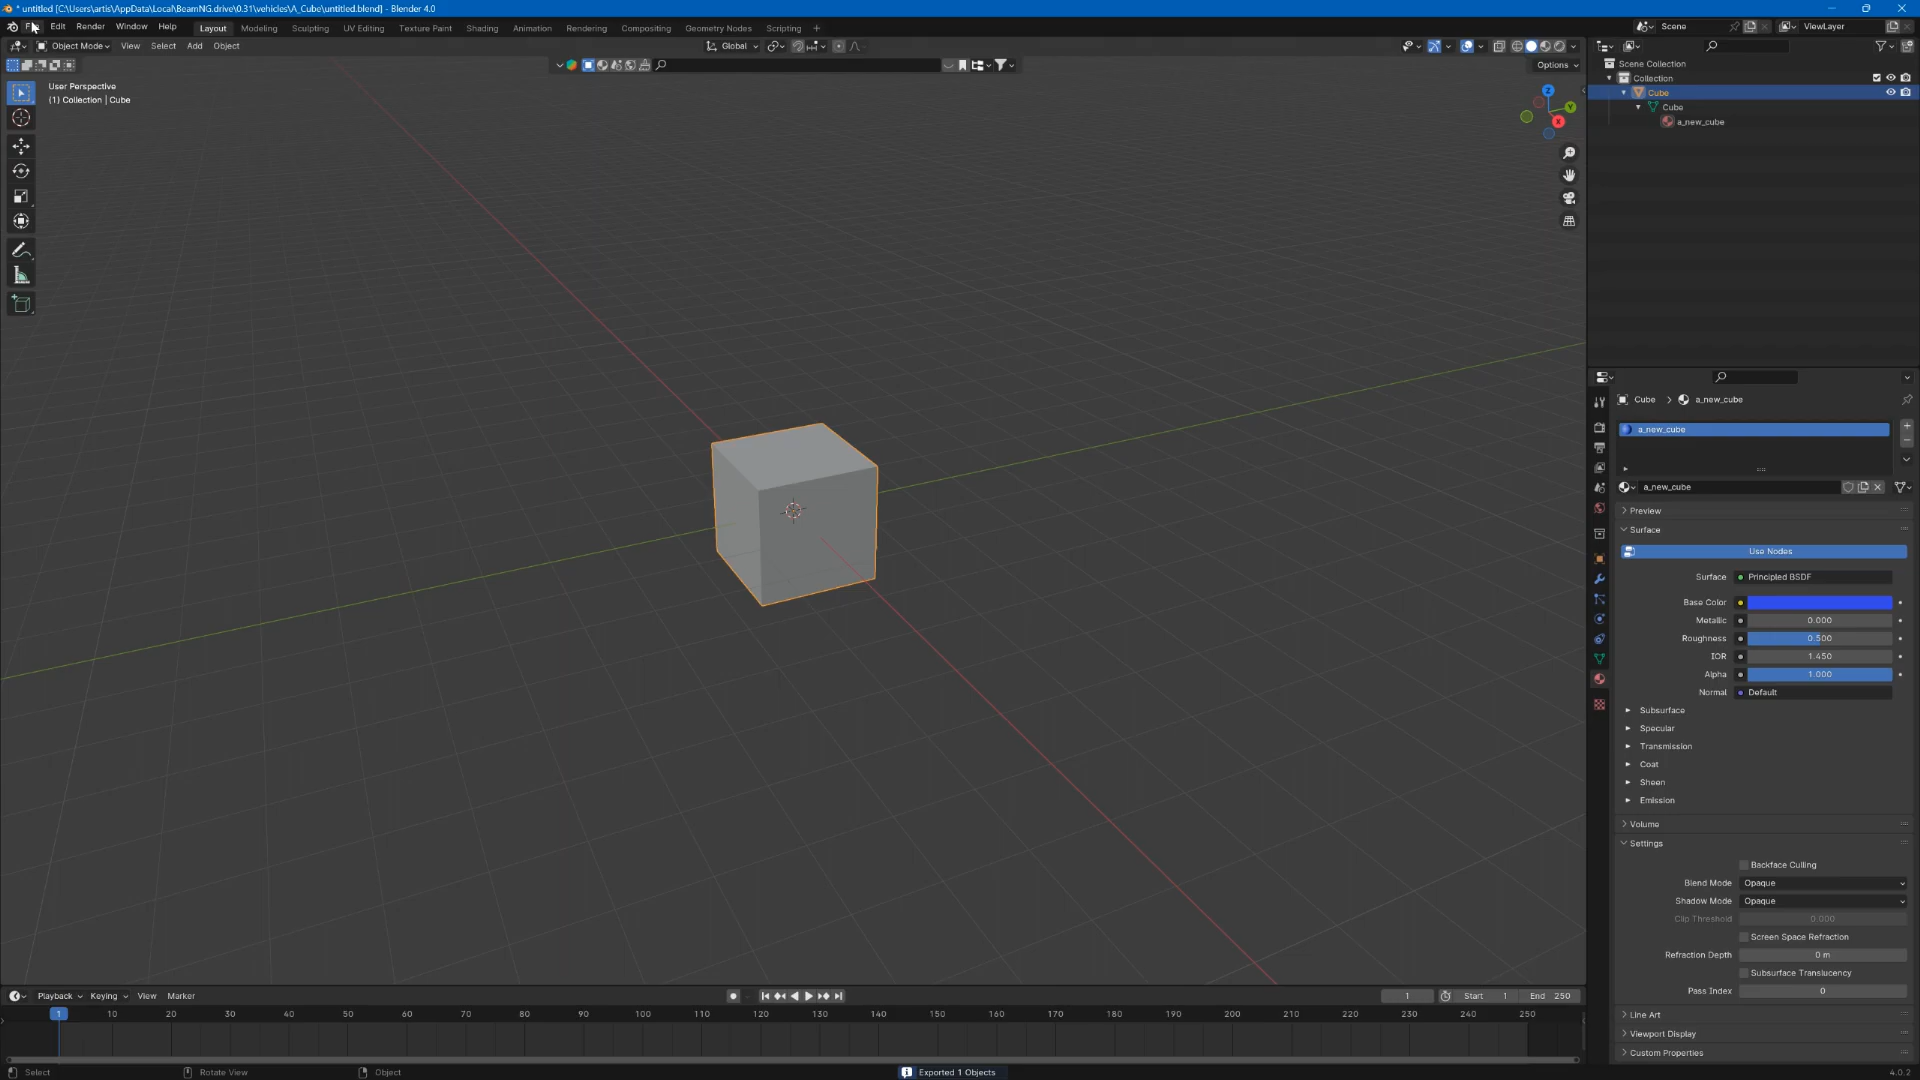 * untitled [C:\Users\artis\AppData\Local\BeamNG.drive\0.31\vehicles\A_Cube\untitled.blend] - Blender 4.0
Edit Render Window Help Layout Modeling Sculpting UV Editing Texture Paint Shading Animation Rendering Compositing Geometry Nodes Scripting + Scene ViewLayer
Object Mode View Select Add Object Global
Options
User Perspective
(1) Collection | Cube
Z
Y
X
Scene Collection
Collection
Cube
Cube
a_new_cube
Cube > a_new_cube
a_new_cube
a_new_cube
Preview
Surface
Use Nodes
Surface Principled BSDF
Base Color
Metallic 0.000
Roughness 0.500
IOR 1.450
Alpha 1.000
Normal Default
Subsurface
Specular
Transmission
Coat
Sheen
Emission
Volume
Settings
Backface Culling
Blend Mode Opaque
Shadow Mode Opaque
Clip Threshold 0.000
Screen Space Refraction
Refraction Depth 0 m
Subsurface Translucency
Pass Index 0
Line Art
Viewport Display
Custom Properties
Playback Keying View Marker 1 Start 1 End 250
1 10 20 30 40 50 60 70 80 90 100 110 120 130 140 150 160 170 180 190 200 210 220 230 240 250
Select Rotate View Object Exported 1 Objects 4.0.2